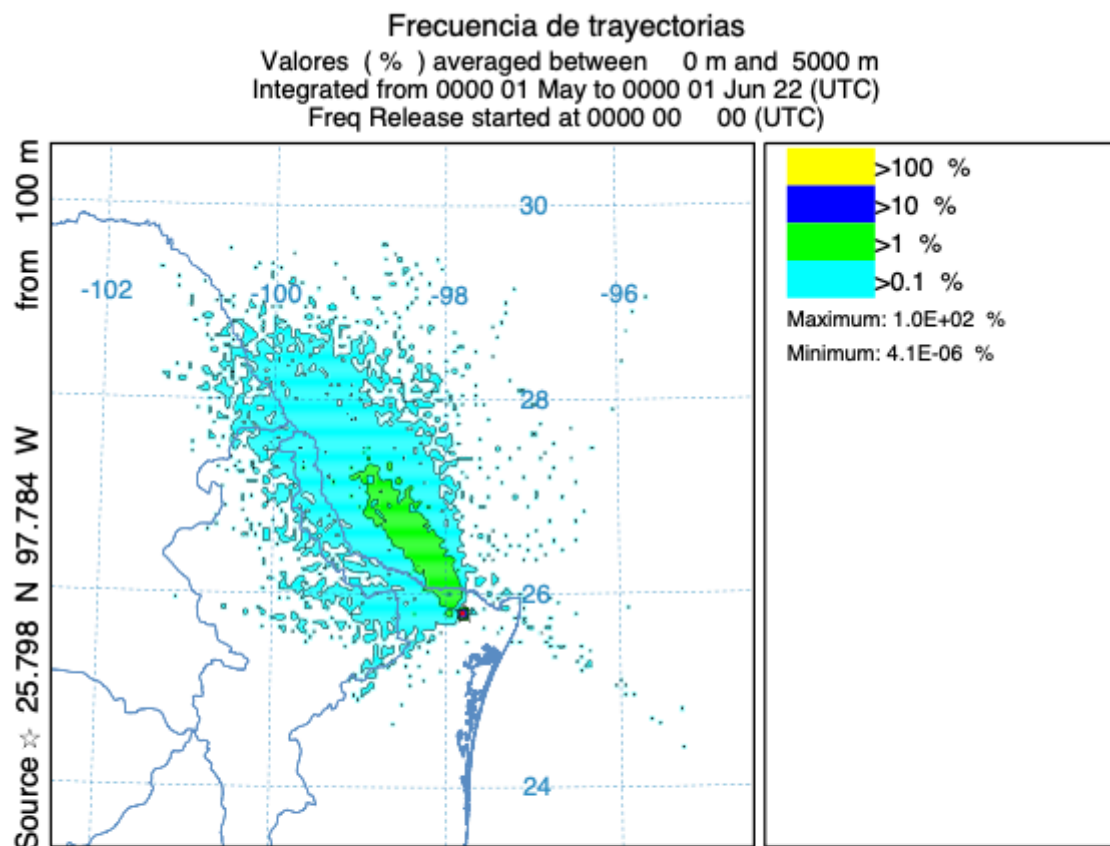 Frecuencia de trayectorias
Valores ( % ) averaged between 0 m and 5000 m
Integrated from 0000 01 May to 0000 01 Jun 22 (UTC)
Freq Release started at 0000 00 00 (UTC)
Source ☆ 25.798 N 97.784 W from 100 m
30
-102
-100
-98
-96
28
26
24
>100 %
>10 %
>1 %
>0.1 %
Maximum: 1.0E+02 %
Minimum: 4.1E-06 %